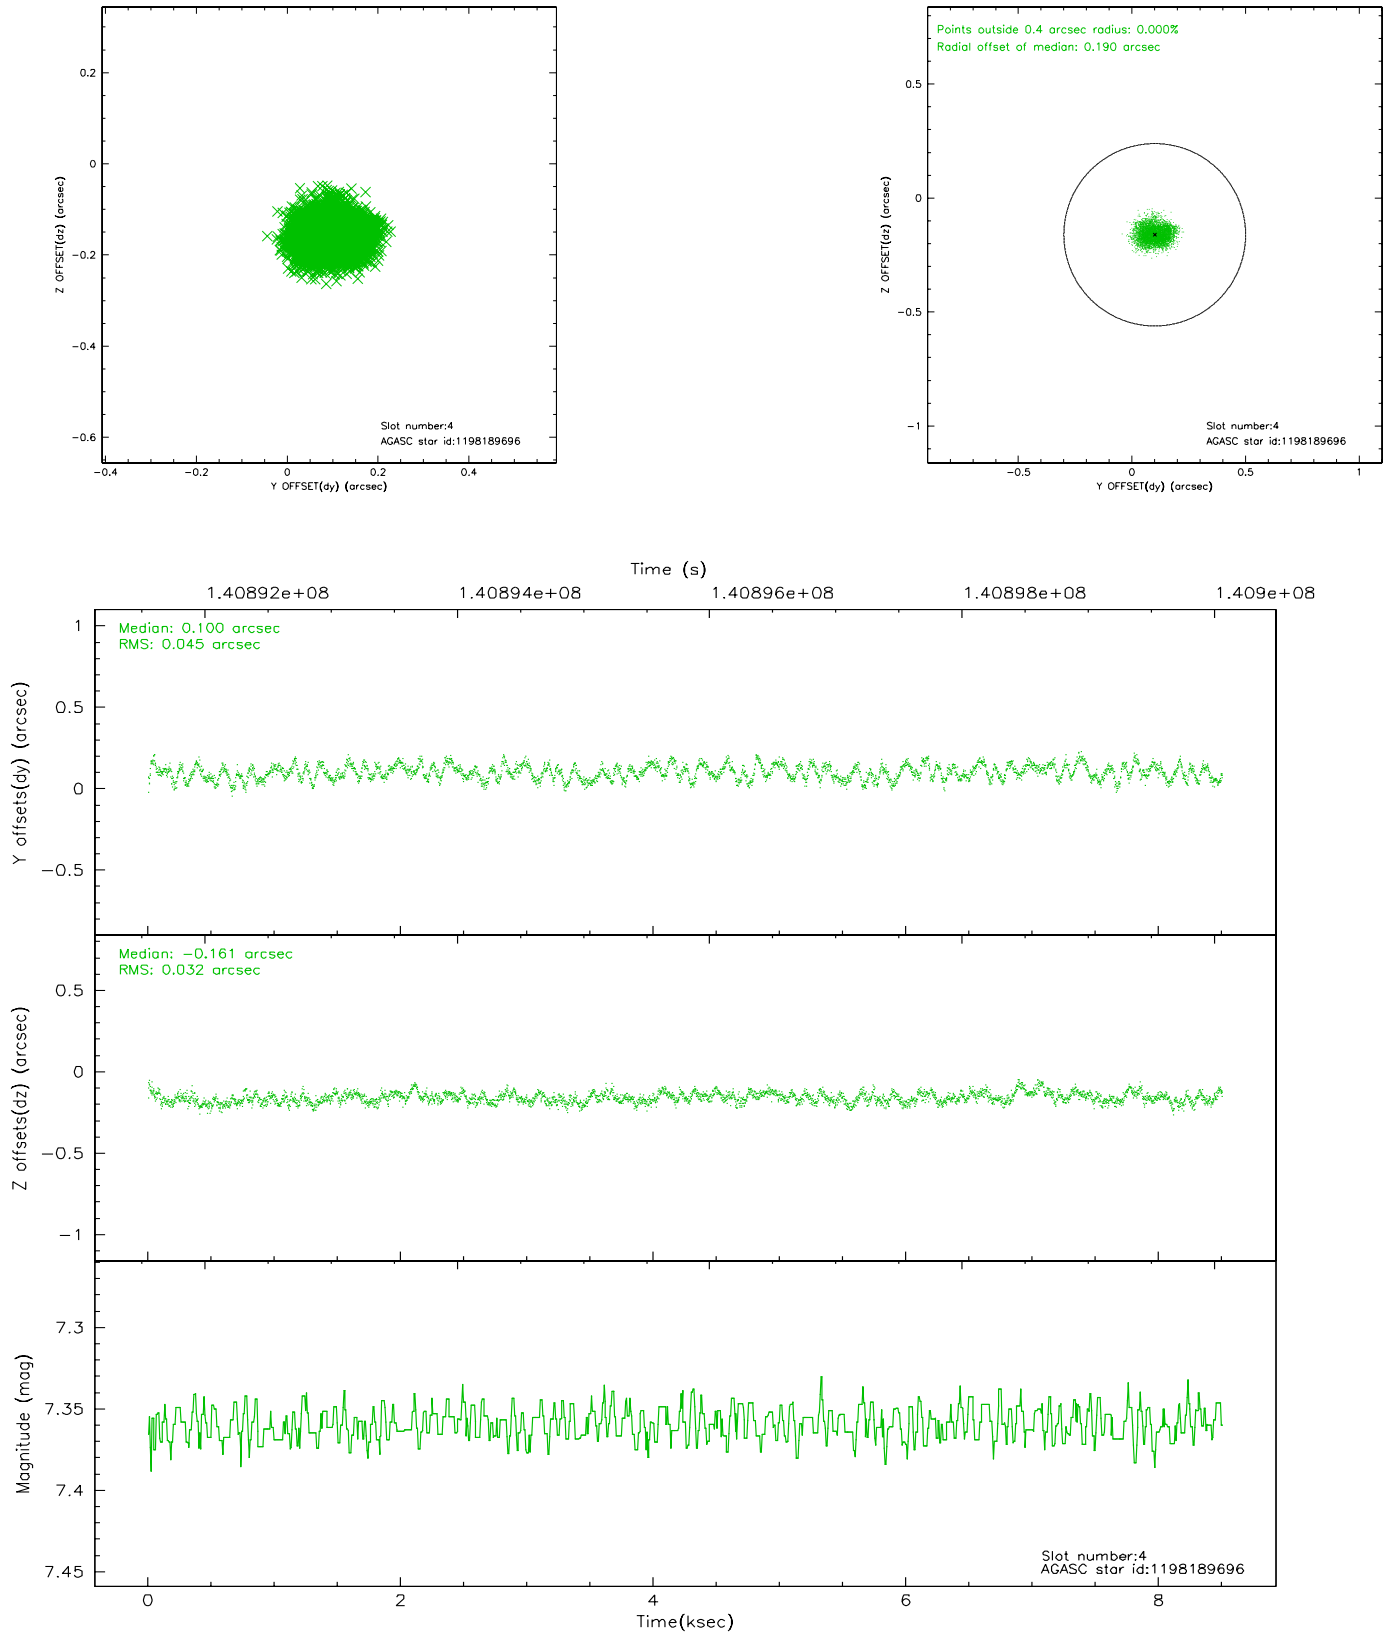 0.2
0
−0.2
−0.4
−0.6
Z OFFSET(dz) (arcsec)
Slot number:4
AGASC star id:1198189696
−0.4 −0.2 0 0.2 0.4
Y OFFSET(dy) (arcsec)
Points outside 0.4 arcsec radius: 0.000%
Radial offset of median: 0.190 arcsec
0.5
0
−0.5
−1
Z OFFSET(dz) (arcsec)
Slot number:4
AGASC star id:1198189696
−0.5 0 0.5 1
Y OFFSET(dy) (arcsec)
Time (s)
1.40892e+08 1.40894e+08 1.40896e+08 1.40898e+08 1.409e+08
Median: 0.100 arcsec
RMS: 0.045 arcsec
1
0.5
0
−0.5
Y offsets(dy) (arcsec)
Median: −0.161 arcsec
RMS: 0.032 arcsec
0.5
0
−0.5
−1
Z offsets(dz) (arcsec)
7.3
7.35
7.4
7.45
Magnitude (mag)
Slot number:4
AGASC star id:1198189696
0 2 4 6 8
Time(ksec)